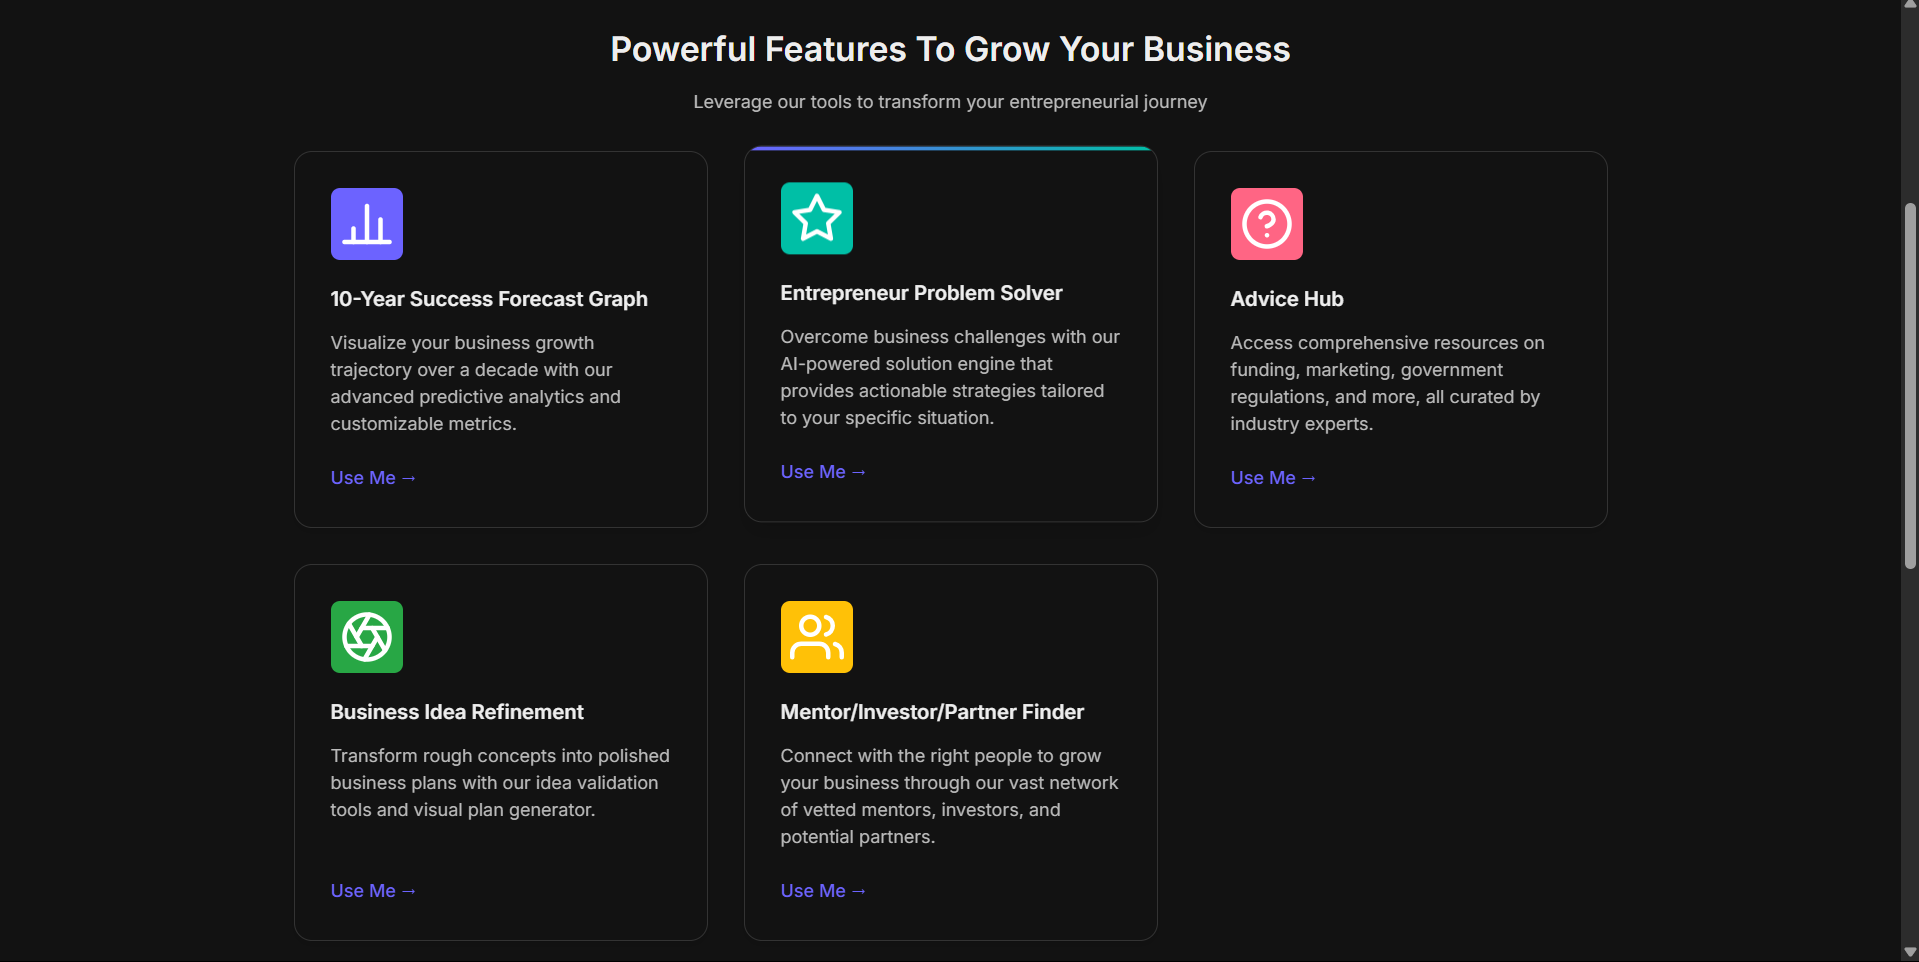 Powerful Features To Grow Your Business
Leverage our tools to transform your entrepreneurial journey
10-Year Success Forecast Graph
Visualize your business growth
trajectory over a decade with our
advanced predictive analytics and
customizable metrics.
Use Me →
Entrepreneur Problem Solver
Overcome business challenges with our
AI-powered solution engine that
provides actionable strategies tailored
to your specific situation.
Use Me →
Advice Hub
Access comprehensive resources on
funding, marketing, government
regulations, and more, all curated by
industry experts.
Use Me →
Business Idea Refinement
Transform rough concepts into polished
business plans with our idea validation
tools and visual plan generator.
Use Me →
Mentor/Investor/Partner Finder
Connect with the right people to grow
your business through our vast network
of vetted mentors, investors, and
potential partners.
Use Me →